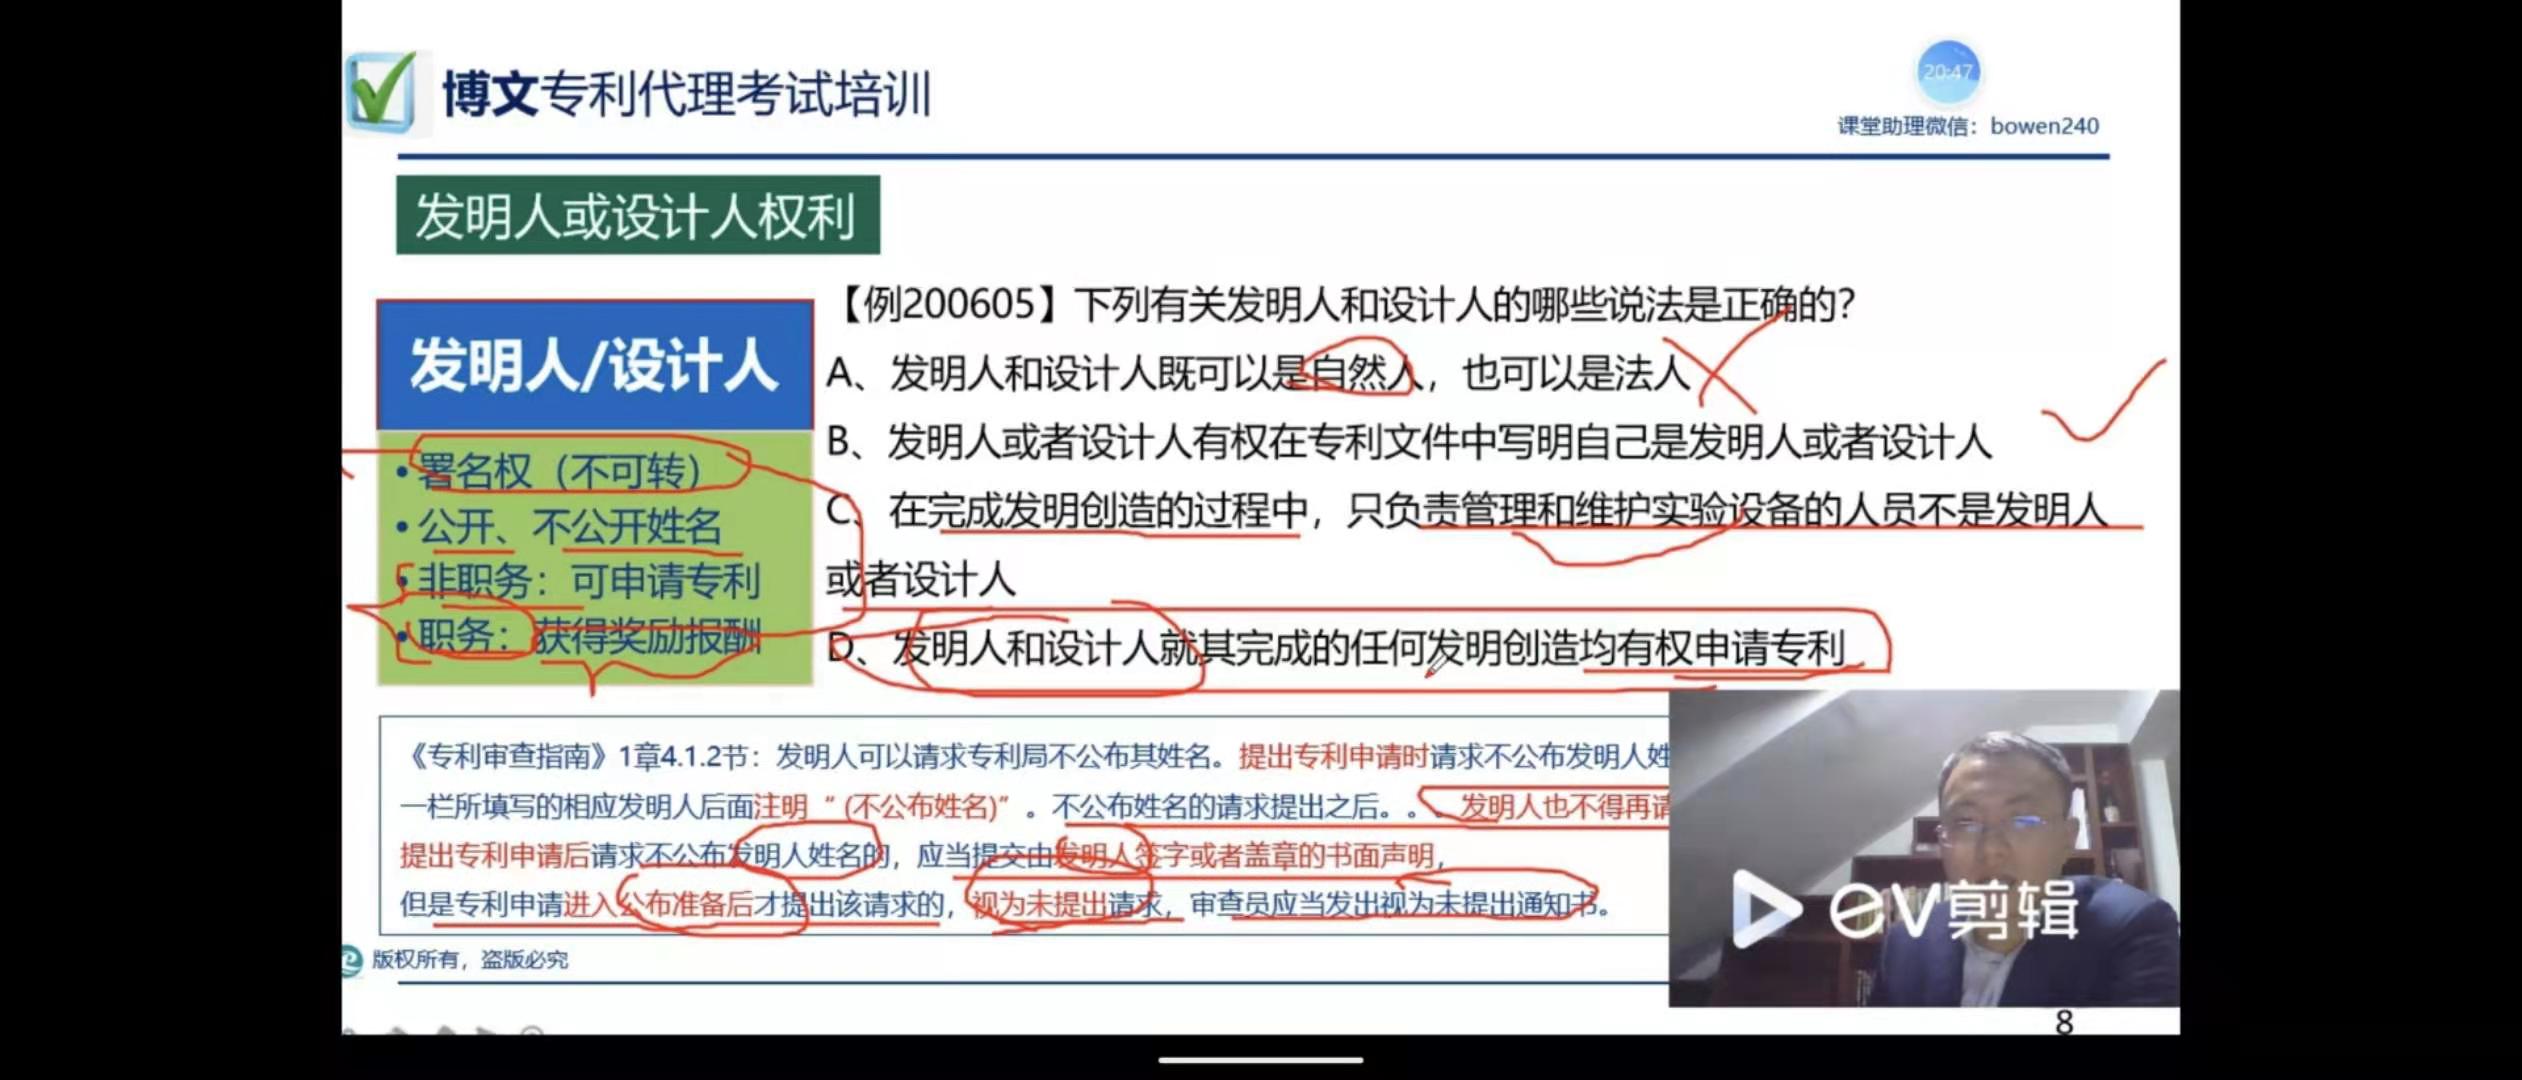 博文专利代理考试培训
20:47
课堂助理微信：bowen240
发明人或设计人权利
发明人/设计人
• 署名权（不可转）
• 公开、不公开姓名
• 非职务：可申请专利
• 职务：获得奖励报酬
【例200605】下列有关发明人和设计人的哪些说法是正确的？
A、发明人和设计人既可以是自然人，也可以是法人
B、发明人或者设计人有权在专利文件中写明自己是发明人或者设计人
C、在完成发明创造的过程中，只负责管理和维护实验设备的人员不是发明人
或者设计人
D、发明人和设计人就其完成的任何发明创造均有权申请专利
《专利审查指南》1章4.1.2节：发明人可以请求专利局不公布其姓名。提出专利申请时请求不公布发明人姓
一栏所填写的相应发明人后面注明“ (不公布姓名)”。不公布姓名的请求提出之后。。。发明人也不得再请
提出专利申请后请求不公布发明人姓名的，应当提交由发明人签字或者盖章的书面声明，
但是专利申请进入公布准备后才提出该请求的，视为未提出请求，审查员应当发出视为未提出通知书。
EV剪辑
版权所有，盗版必究
8